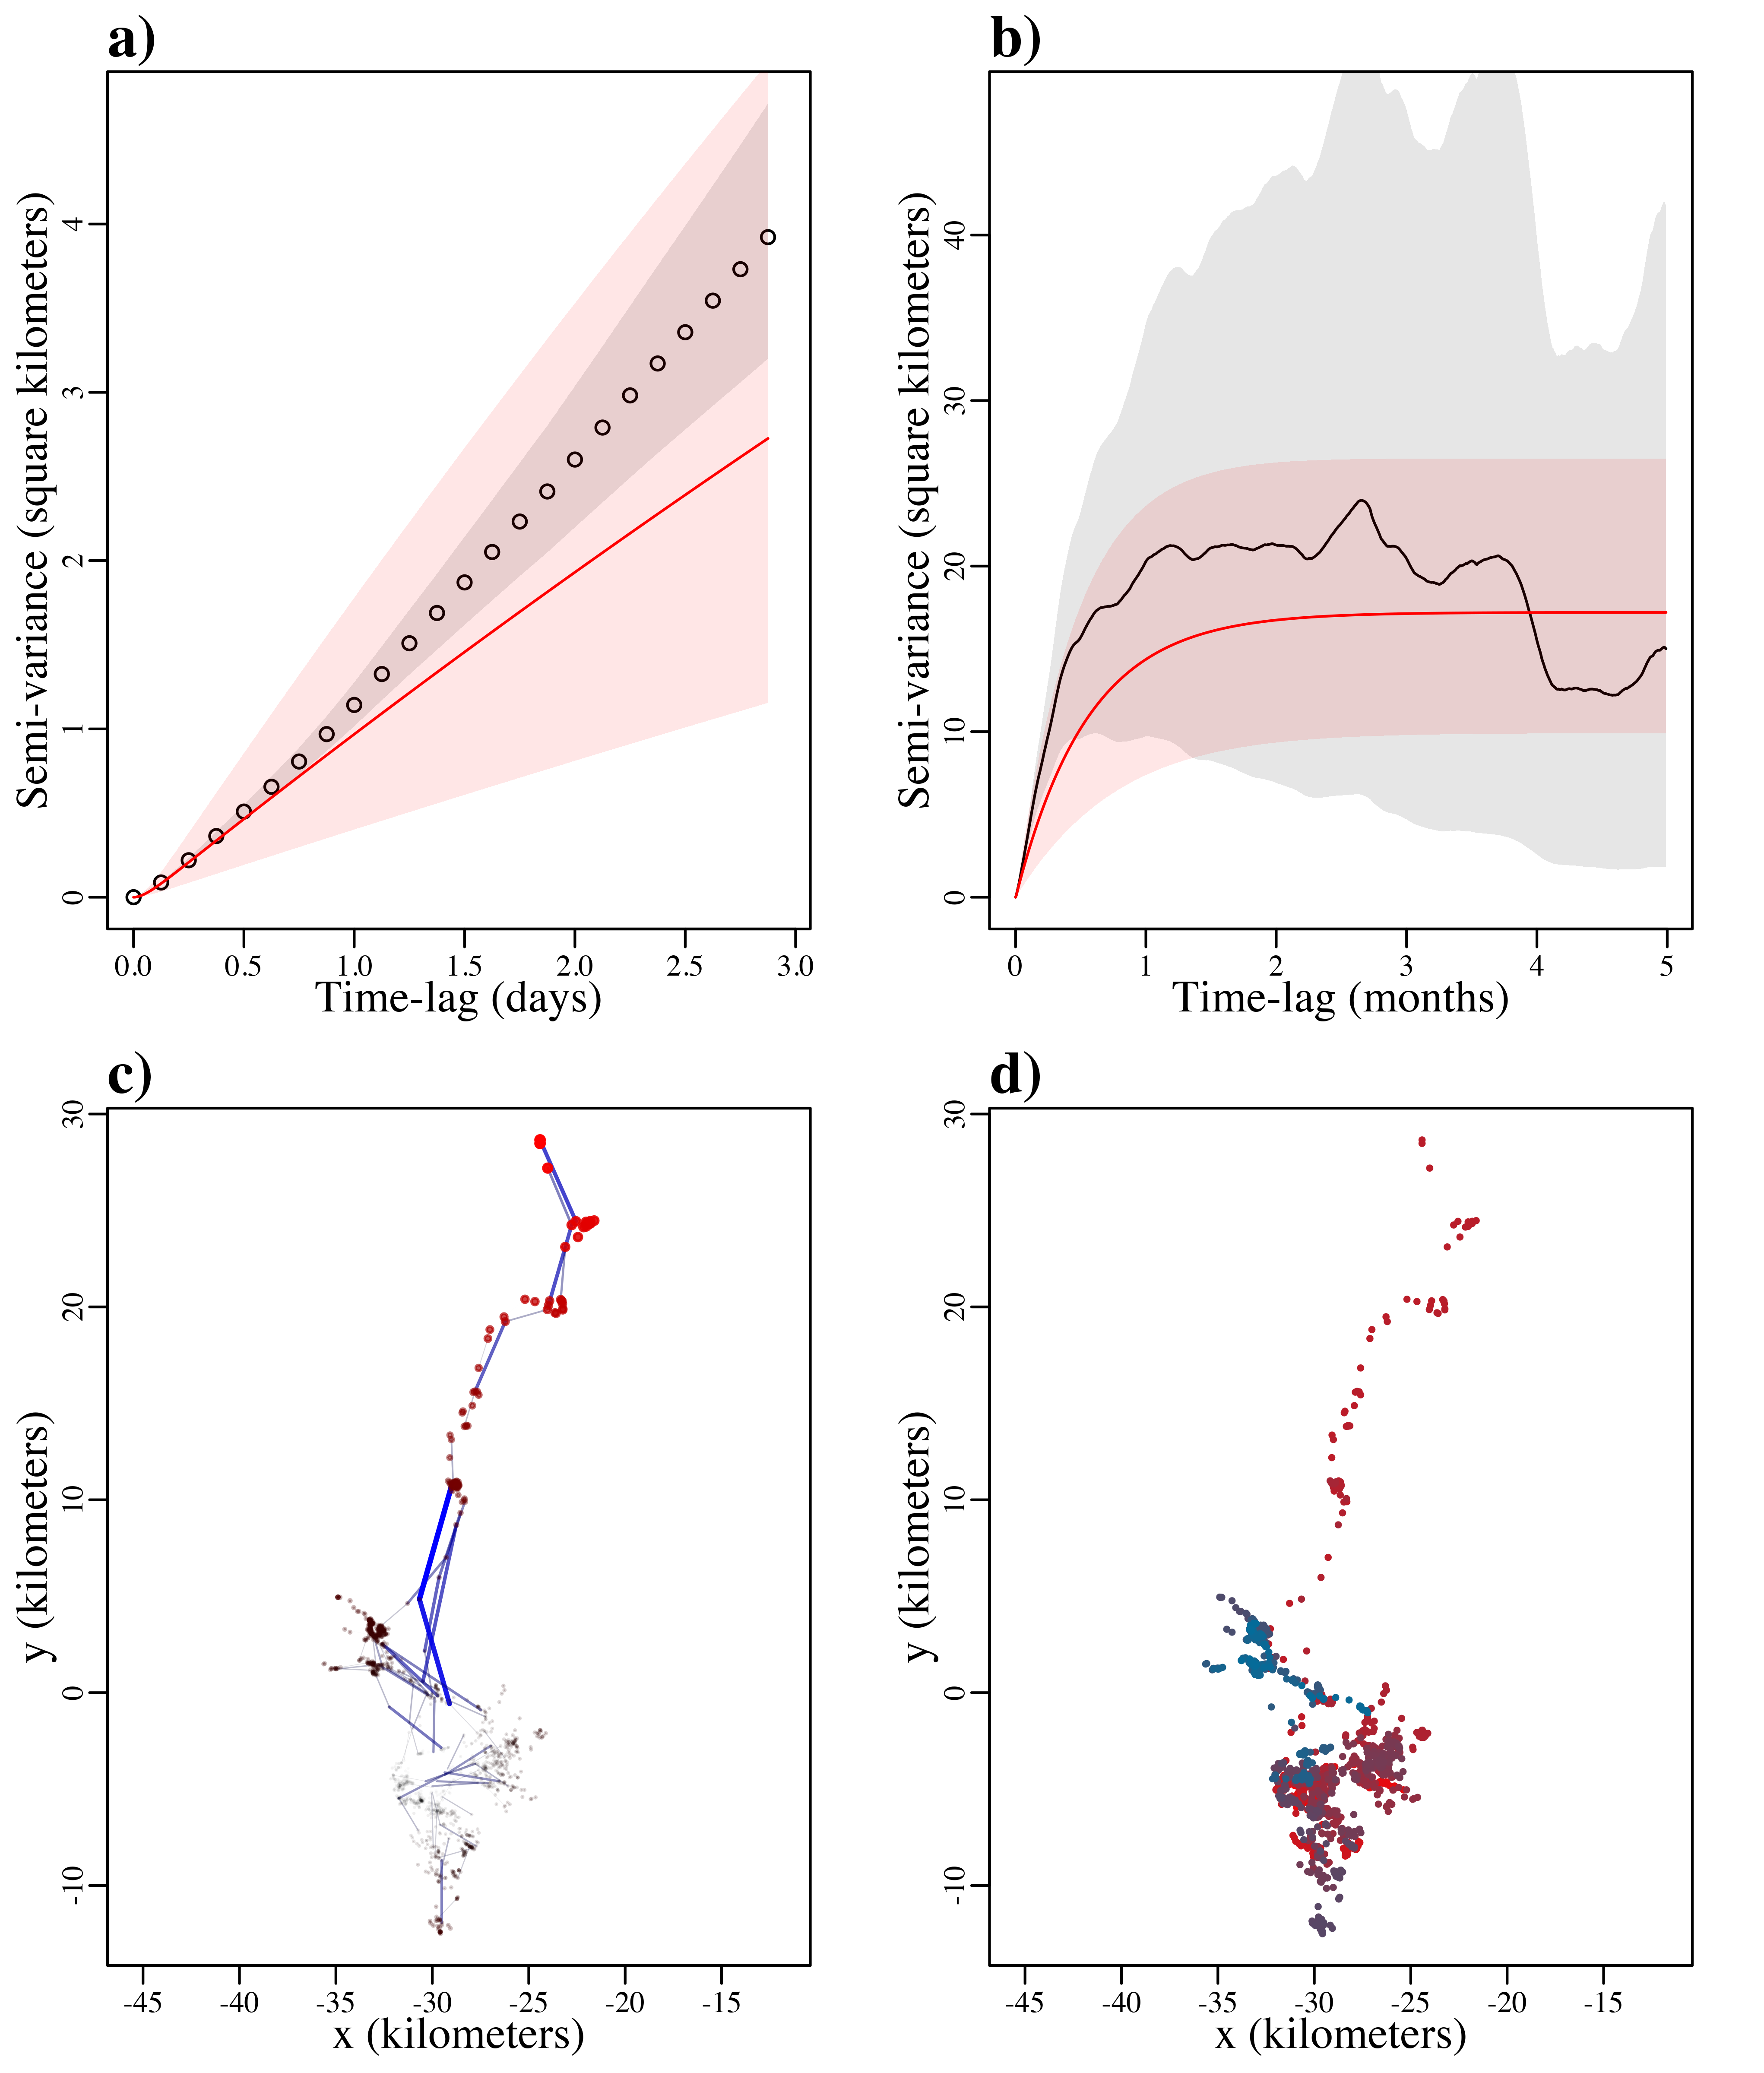 a)
Semi-variance (square kilometers)
4
3
2
1
0
0.0 0.5 1.0 1.5 2.0 2.5 3.0
Time-lag (days)
b)
Semi-variance (square kilometers)
40
30
20
10
0
0 1 2 3 4 5
Time-lag (months)
c)
y (kilometers)
30
20
10
0
-10
-45 -40 -35 -30 -25 -20 -15
x (kilometers)
d)
y (kilometers)
30
20
10
0
-10
-45 -40 -35 -30 -25 -20 -15
x (kilometers)